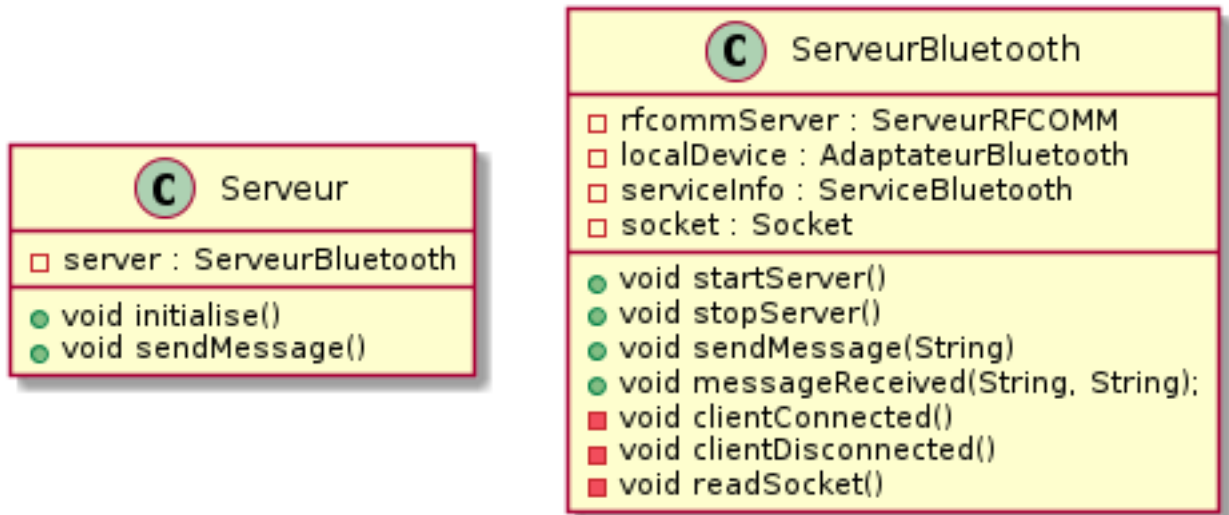 C Serveur
server : ServeurBluetooth
void initialise()
void sendMessage()
C ServeurBluetooth
rfcommServer : ServeurRFCOMM
localDevice : AdaptateurBluetooth
serviceInfo : ServiceBluetooth
socket : Socket
void startServer()
void stopServer()
void sendMessage(String)
void messageReceived(String, String);
void clientConnected()
void clientDisconnected()
void readSocket()